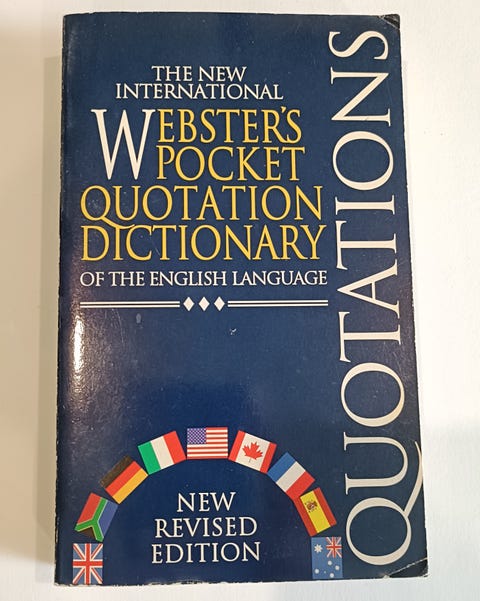 THE NEW
INTERNATIONAL
WEBSTER'S
POCKET
QUOTATION
DICTIONARY
OF THE ENGLISH LANGUAGE
QUOTATIONS
NEW
REVISED
EDITION